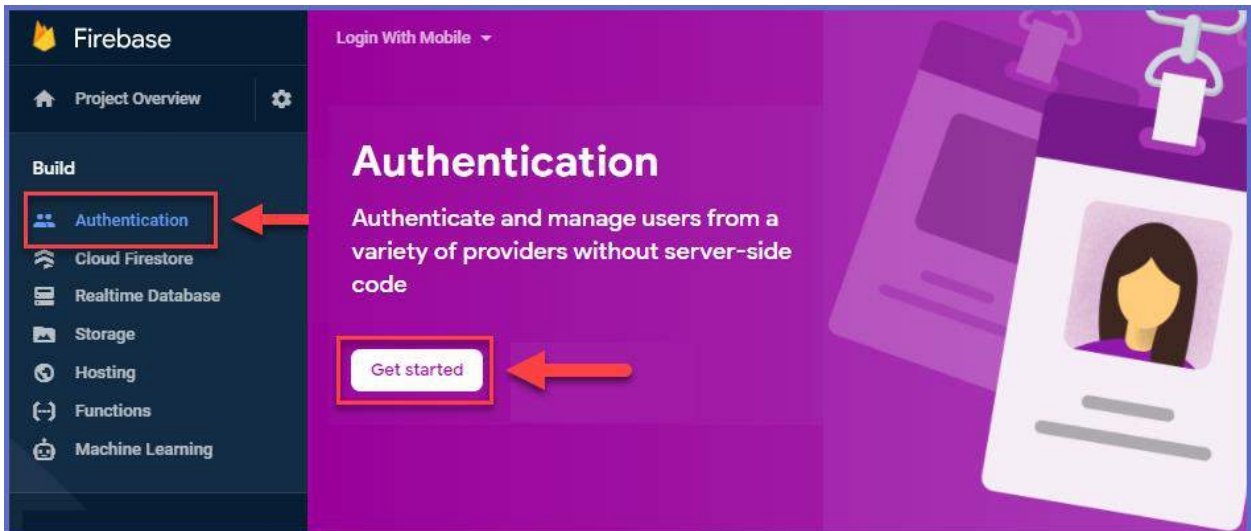 Firebase
Project Overview
Build
Authentication
Cloud Firestore
Realtime Database
Storage
Hosting
Functions
Machine Learning
Login With Mobile
Authentication
Authenticate and manage users from a
variety of providers without server-side
code
Get started